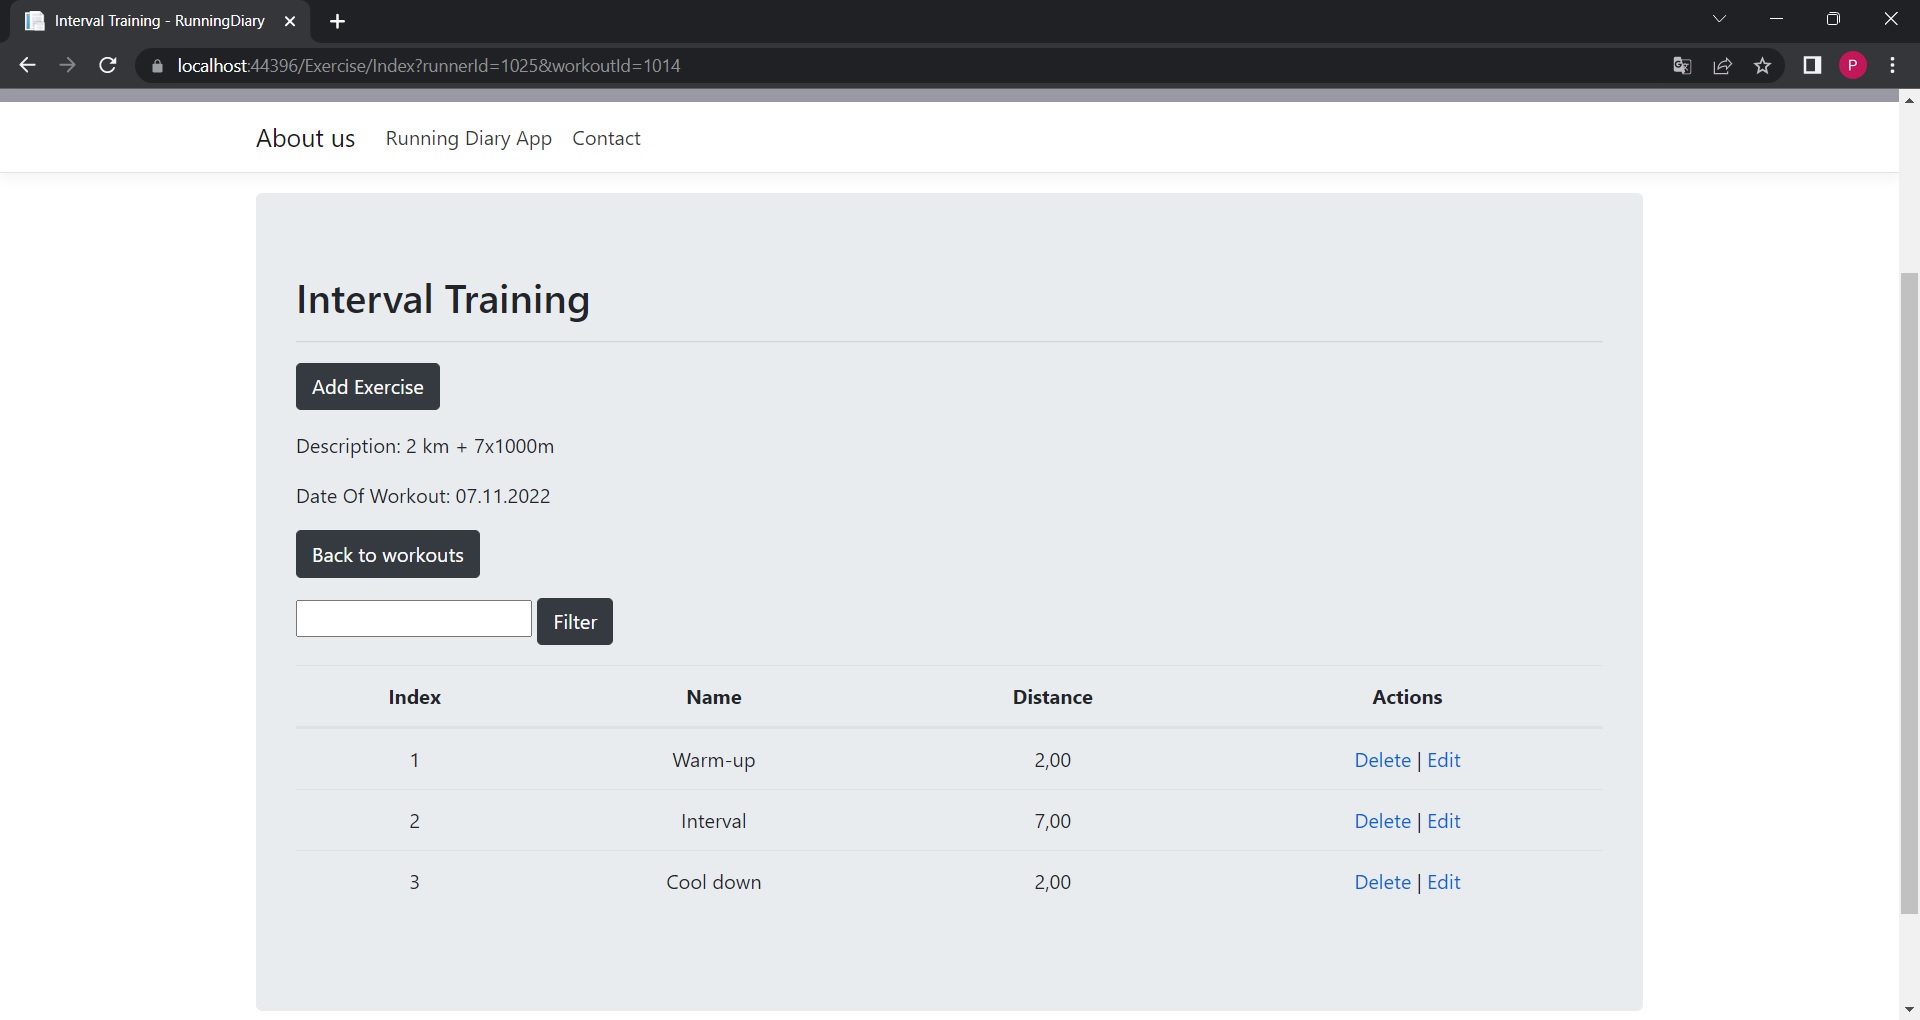 Interval Training - RunningDiary
localhost:44396/Exercise/Index?runnerId=1025&workoutId=1014
P
About us Running Diary App Contact
Interval Training
Add Exercise
Description: 2 km + 7x1000m
Date Of Workout: 07.11.2022
Back to workouts
Filter
Index Name Distance Actions
1 Warm-up 2,00 Delete | Edit
2 Interval 7,00 Delete | Edit
3 Cool down 2,00 Delete | Edit